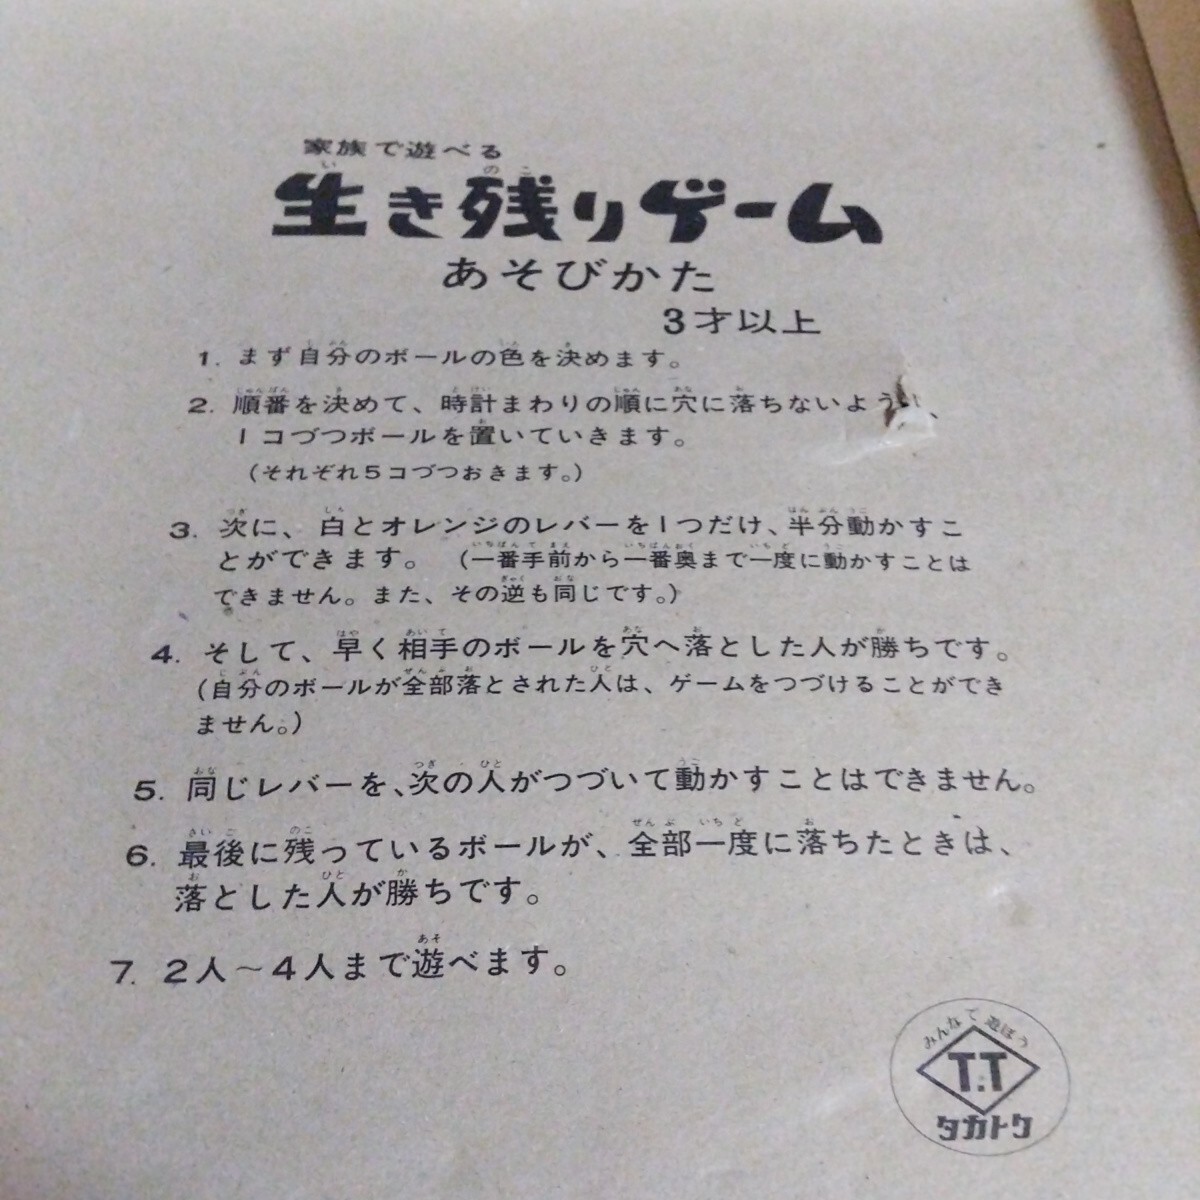 家族で遊べる
生き残りゲーム
あそびかた
3才以上
1. まず自分のボールの色を決めます。
2. 順番を決めて、時計まわりの順に穴に落ちないよう、
1コづつボールを置いていきます。
(それぞれ5コづつおきます。)
3. 次に、白とオレンジのレバーを1つだけ、半分動かすこ
とができます。(一番手前から一番奥まで一度に動かすことは
できません。また、その逆も同じです。)
4. そして、早く相手のボールを穴へ落とした人が勝ちです。
(自分のボールが全部落とされた人は、ゲームをつづけることができ
ません。)
5. 同じレバーを、次の人がつづいて動かすことはできません。
6. 最後に残っているボールが、全部一度に落ちたときは、
落とした人が勝ちです。
7. 2人~4人まで遊べます。
みんなで遊ぼう
T.T
タカトク